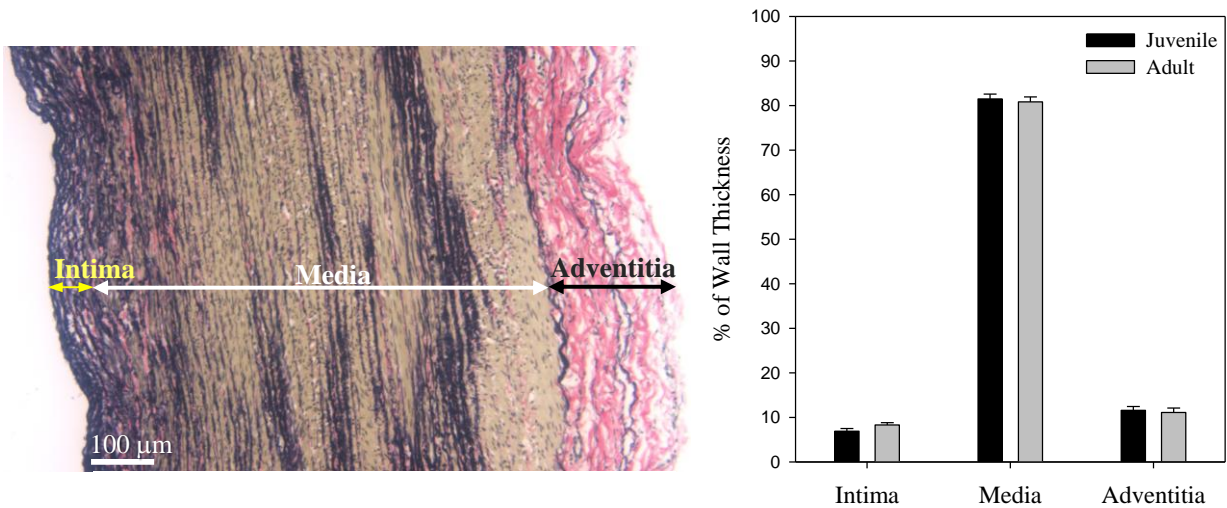 Intima
Media
Adventitia
100 µm
% of Wall Thickness
100
90
80
70
60
50
40
30
20
10
0
Juvenile
Adult
Intima Media Adventitia